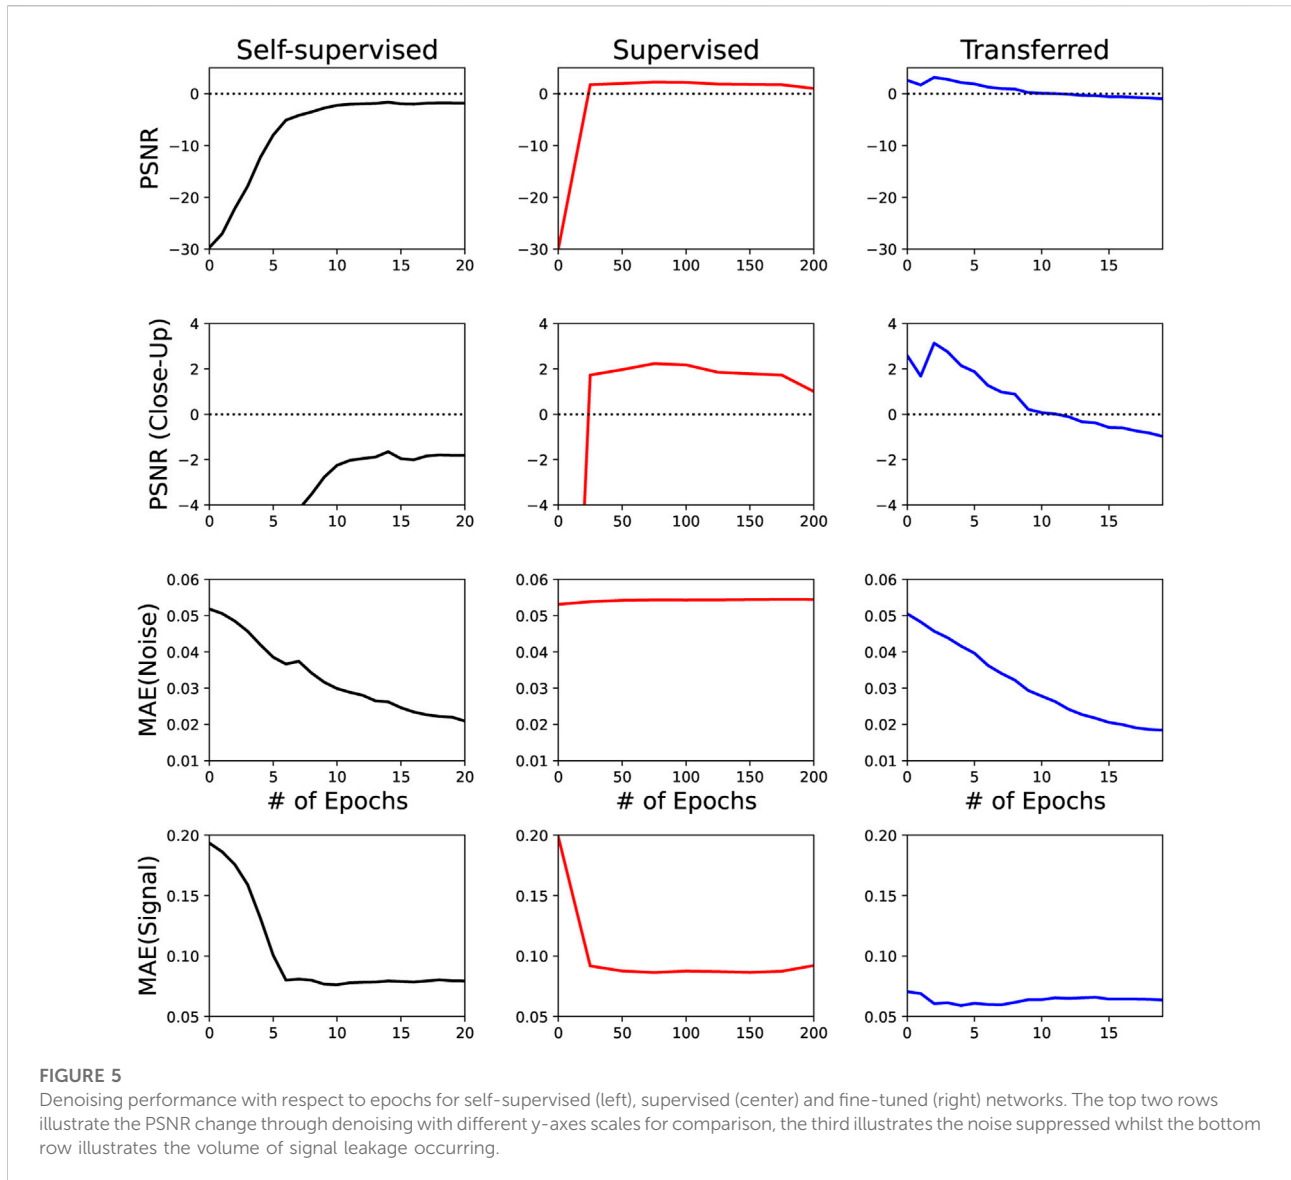 Self-supervised Supervised Transferred
PSNR
0 0 0
−10 −10 −10
−20 −20 −20
−30 −30 −30
0 5 10 15 20 0 50 100 150 200 0 5 10 15
PSNR (Close-Up)
4 4 4
2 2 2
0 0 0
−2 −2 −2
−4 −4 −4
0 5 10 15 20 0 50 100 150 200 0 5 10 15
MAE(Noise)
0.06 0.06 0.06
0.05 0.05 0.05
0.04 0.04 0.04
0.03 0.03 0.03
0.02 0.02 0.02
0.01 0.01 0.01
0 5 10 15 20 0 50 100 150 200 0 5 10 15
# of Epochs # of Epochs # of Epochs
MAE(Signal)
0.20 0.20 0.20
0.15 0.15 0.15
0.10 0.10 0.10
0.05 0.05 0.05
0 5 10 15 20 0 50 100 150 200 0 5 10 15
FIGURE 5
Denoising performance with respect to epochs for self-supervised (left), supervised (center) and fine-tuned (right) networks. The top two rows
illustrate the PSNR change through denoising with different y-axes scales for comparison, the third illustrates the noise suppressed whilst the bottom
row illustrates the volume of signal leakage occurring.